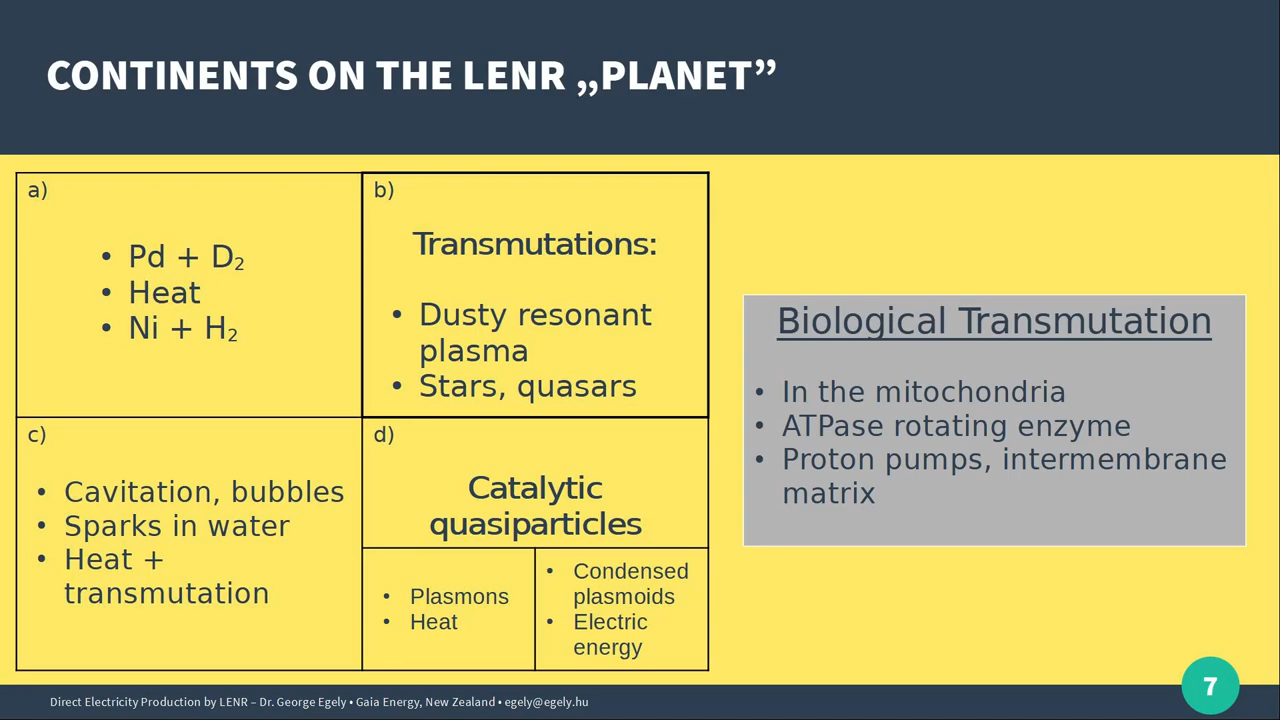 CONTINENTS ON THE LENR „PLANET”
a)
• Pd + D₂
• Heat
• Ni + H₂
b)
Transmutations:
• Dusty resonant
plasma
• Stars, quasars
c)
• Cavitation, bubbles
• Sparks in water
• Heat +
transmutation
d)
Catalytic
quasiparticles
• Plasmons
• Heat
• Condensed
plasmoids
• Electric
energy
Biological Transmutation
• In the mitochondria
• ATPase rotating enzyme
• Proton pumps, intermembrane
matrix
Direct Electricity Production by LENR – Dr. George Egely • Gaia Energy, New Zealand • egely@egely.hu
7